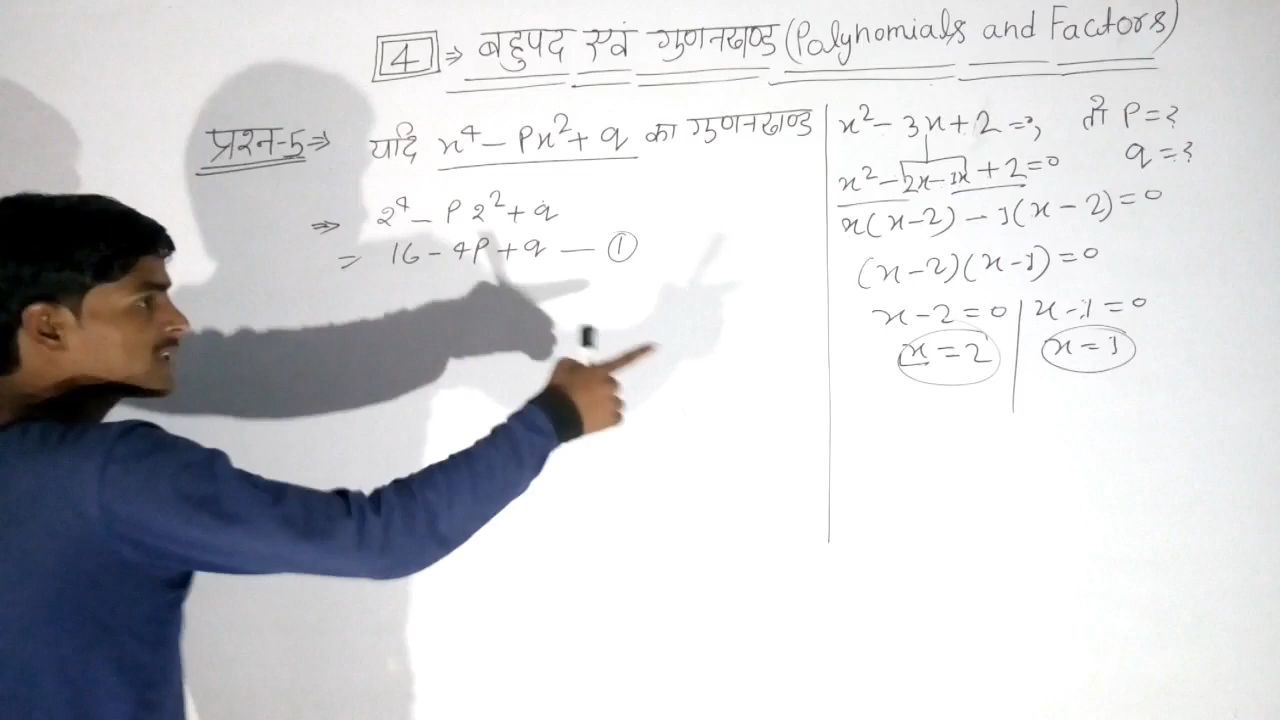 4 ⇒ बहुपद एवं गुणनखण्ड (Polynomials and Factors)
प्रश्न-5 ⇒ यदि x⁴ - Px² + q का गुणनखण्ड x² - 3x + 2 = 0, तो P = ?
q = ?
⇒ 2⁴ - P2² + q
= 16 - 4P + q — ①
x² - 2x - 1x + 2 = 0
x(x-2) - 1(x-2) = 0
(x-2)(x-1) = 0
x-2 = 0 | x-1 = 0
x = 2 | x = 1